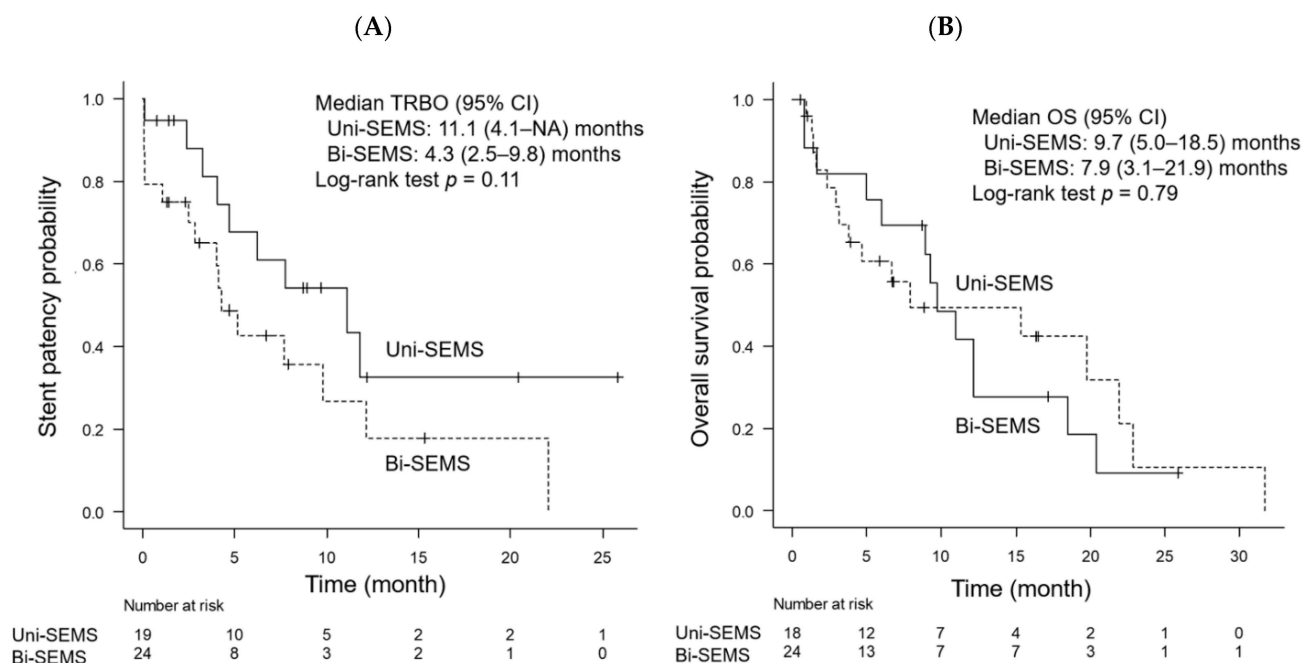 (A)
Stent patency probability
1.0
0.8
0.6
0.4
0.2
0.0
Median TRBO (95% CI)
Uni-SEMS: 11.1 (4.1–NA) months
Bi-SEMS: 4.3 (2.5–9.8) months
Log-rank test p = 0.11
Uni-SEMS
Bi-SEMS
0 5 10 15 20 25
Time (month)
Number at risk
Uni-SEMS 19 10 5 2 2 1
Bi-SEMS 24 8 3 2 1 0
(B)
Overall survival probability
1.0
0.8
0.6
0.4
0.2
0.0
Median OS (95% CI)
Uni-SEMS: 9.7 (5.0–18.5) months
Bi-SEMS: 7.9 (3.1–21.9) months
Log-rank test p = 0.79
Uni-SEMS
Bi-SEMS
0 5 10 15 20 25 30
Time (month)
Number at risk
Uni-SEMS 18 12 7 4 2 1 0
Bi-SEMS 24 13 7 7 3 1 1